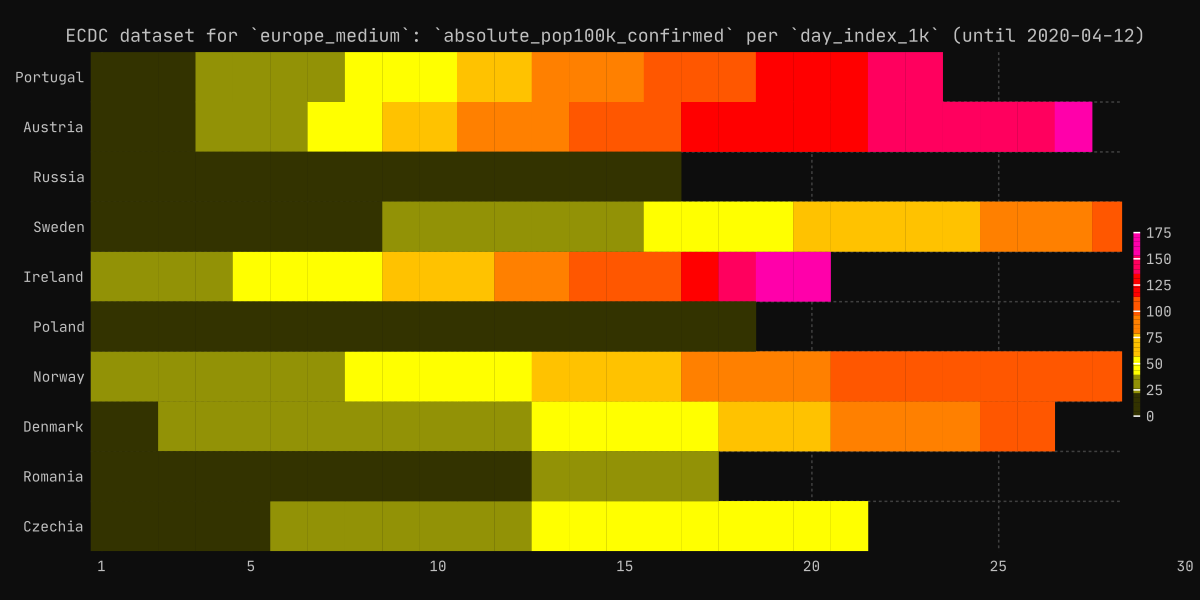 ECDC dataset for `europe_medium`: `absolute_pop100k_confirmed` per `day_index_1k` (until 2020-04-12)
Portugal
Austria
Russia
Sweden
Ireland
Poland
Norway
Denmark
Romania
Czechia
175
150
125
100
75
50
25
0
1 5 10 15 20 25 30